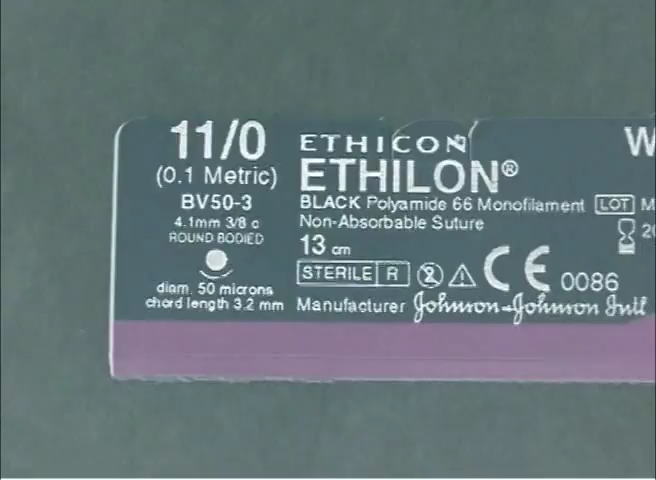 11/0
(0.1 Metric)
BV50-3
4.1mm 3/8 c
ROUND BODIED
diam. 50 microns
chord length 3.2 mm
ETHICON
ETHILON®
BLACK Polyamide 66 Monofilament
Non-Absorbable Suture
13 cm
STERILE R
CE 0086
Manufacturer Johnson-Johnson Intl
W
LOT M
20